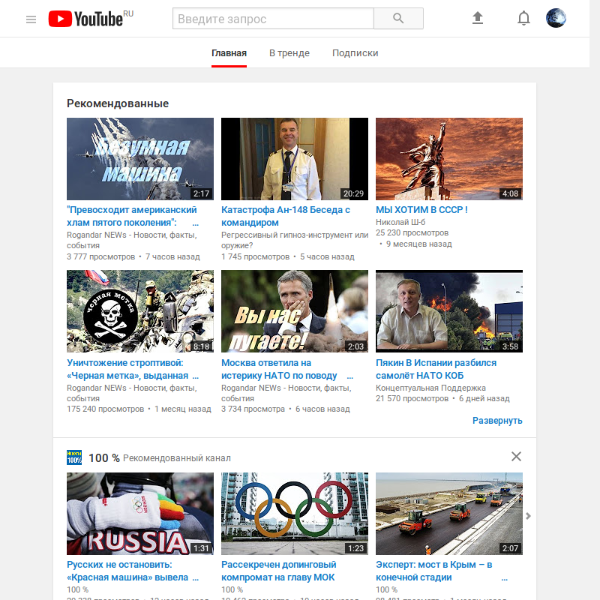 YouTube RU
Введите запрос
Главная В тренде Подписки
Рекомендованные
Безумная
машина
2:17
20:29
4:08
"Превосходит американский
хлам пятого поколения": ...
Rogandar NEWs - Новости, факты,
события
3 777 просмотров • 7 часов назад
Катастрофа Ан-148 Беседа с
командиром
Регрессивный гипноз-инструмент или
оружие?
1 745 просмотров • 5 часов назад
МЫ ХОТИМ В СССР !
Николай Ш-б
25 230 просмотров
• 9 месяцев назад
черная метка
8:18
Вы нас
пугаете!
2:03
3:58
Уничтожение строптивой:
«Черная метка», выданная ...
Rogandar NEWs - Новости, факты,
события
175 240 просмотров • 1 месяц назад
Москва ответила на
истерику НАТО по поводу ...
Rogandar NEWs - Новости, факты,
события
3 734 просмотра • 6 часов назад
Пякин В Испании разбился
самолёт НАТО КОБ
Концептуальная Поддержка
21 570 просмотров • 6 дней назад
Развернуть
100%
100 % Рекомендованный канал
RUSSIA
1:31
1:23
2:07
Русских не остановить:
«Красная машина» вывела ...
100 %
Рассекречен допинговый
компромат на главу МОК
100 %
Эксперт: мост в Крым – в
конечной стадии ...
100 %